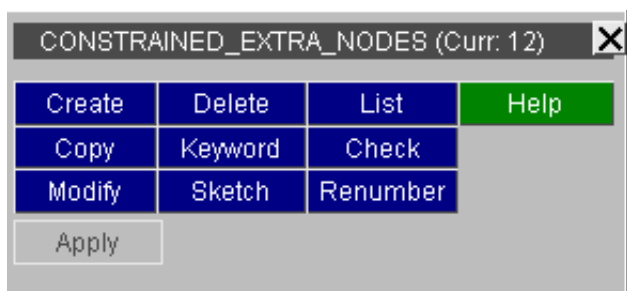 CONSTRAINED_EXTRA_NODES (Curr: 12) X
Create Delete List Help
Copy Keyword Check
Modify Sketch Renumber
Apply